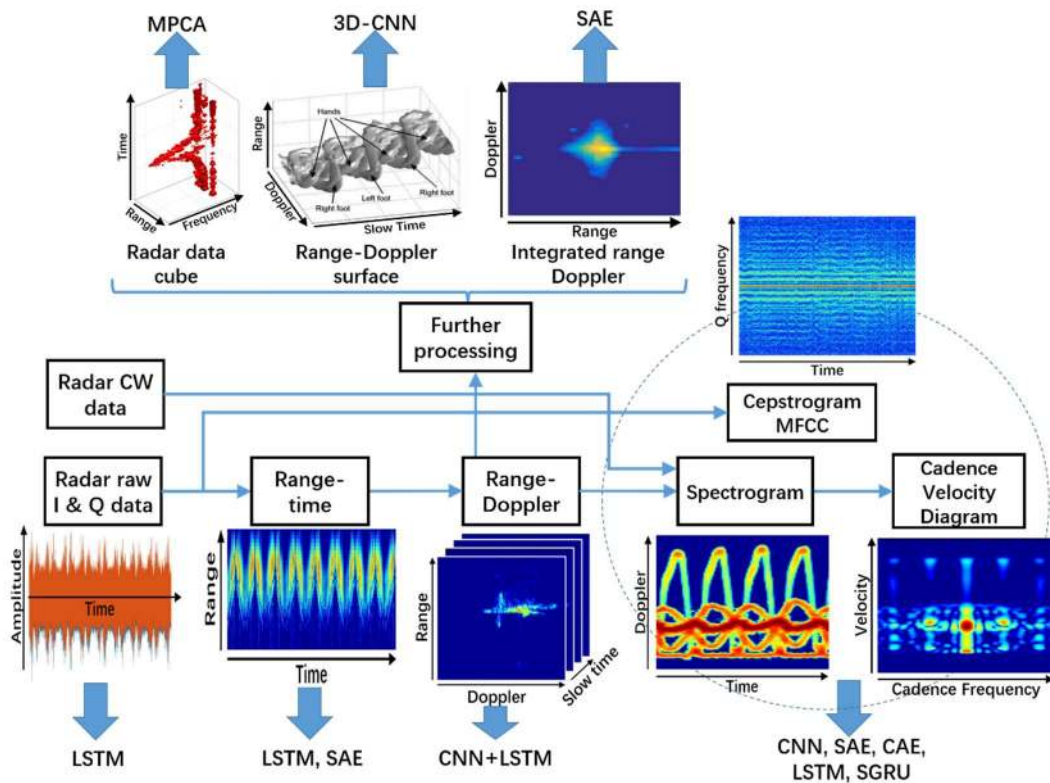 MPCA
3D-CNN
SAE
Time
Range
Frequency
Range
Doppler
Slow Time
Hands
Right foot
Left foot
Right foot
Doppler
Range
Radar data
cube
Range-Doppler
surface
Integrated range
Doppler
Q frequency
Time
Further
processing
Radar CW
data
Cepstrogram
MFCC
Radar raw
I & Q data
Range-
time
Range-
Doppler
Spectrogram
Cadence
Velocity
Diagram
Amplitude
Time
Range
Time
Range
Doppler
Slow time
Doppler
Time
Velocity
Cadence Frequency
LSTM
LSTM, SAE
CNN+LSTM
CNN, SAE, CAE,
LSTM, SGRU